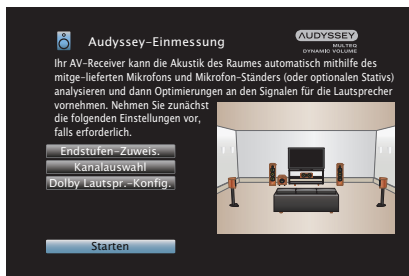 Audyssey-Einmessung
AUDYSSEY
MULTEQ
DYNAMIC VOLUME
Ihr AV-Receiver kann die Akustik des Raumes automatisch mithilfe des
mitge-lieferten Mikrofons und Mikrofon-Ständers (oder optionalen Stativs)
analysieren und dann Optimierungen an den Signalen für die Lautsprecher
vornehmen. Nehmen Sie zunächst
die folgenden Einstellungen vor,
falls erforderlich.
Endstufen-Zuweis.
Kanalauswahl
Dolby Lautspr.-Konfig.
Starten